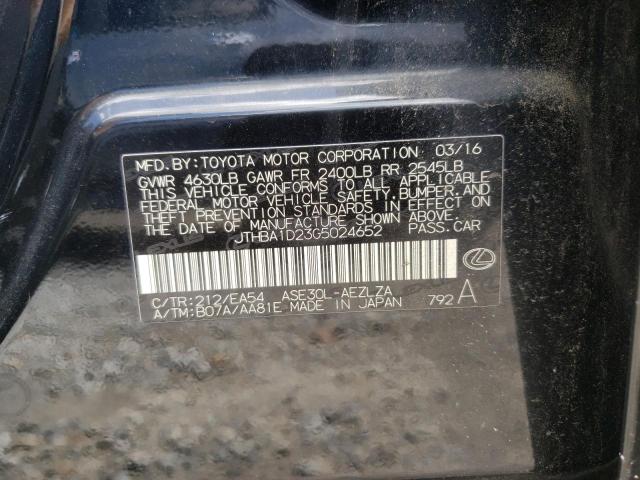 MFD. BY: TOYOTA MOTOR CORPORATION 03/16
GVWR 4630LB GAWR FR 2400LB RR 2545LB
THIS VEHICLE CONFORMS TO ALL APPLICABLE
FEDERAL MOTOR VEHICLE SAFETY, BUMPER, AND
THEFT PREVENTION STANDARDS IN EFFECT ON
THE DATE OF MANUFACTURE SHOWN ABOVE.
JTHBA1D23G5024652 PASS. CAR
C/TR: 212/EA54 ASE30L-AEZLZA
A/TM: B07A/AA81E MADE IN JAPAN 792 A